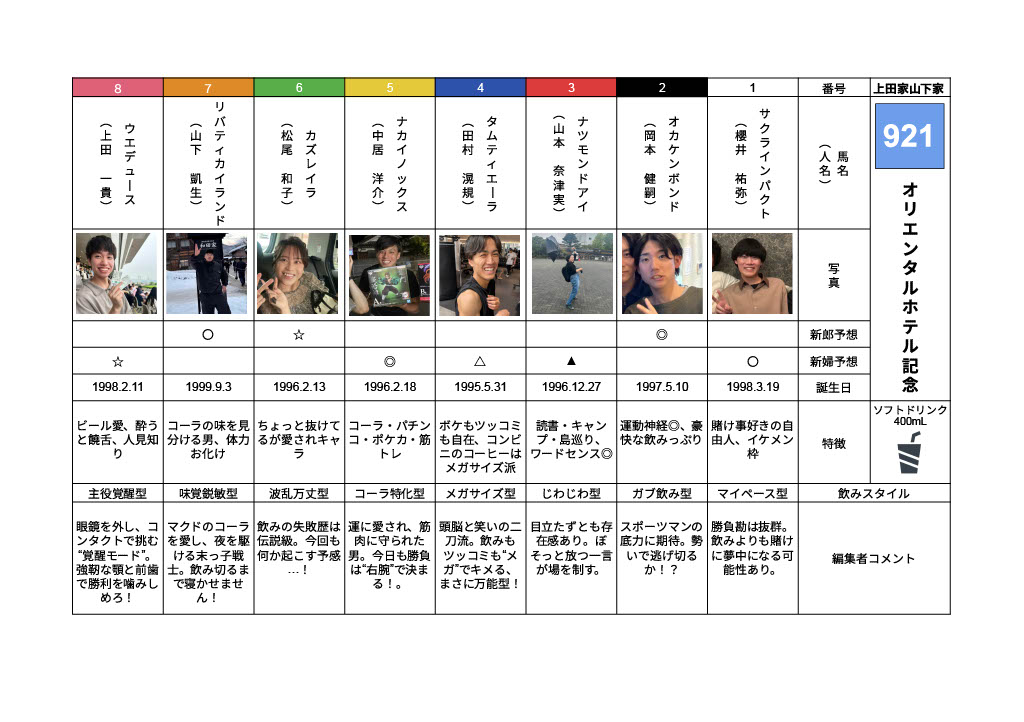 上田家山下家
921
オリエンタルホテル記念
ソフトドリンク
400mL
番号
1
2
3
4
5
6
7
8
馬名
（人名）
サクラインパクト
（櫻井　祐弥）
オカケンボンド
（岡本　健嗣）
ナツモンドアイ
（山本　奈津実）
タムティエーラ
（田村　滉規）
ナカイノックス
（中居　洋介）
カズレイラ
（松尾　和子）
リバティカイランド
（山下　凱生）
ウエデュース
（上田　一貴）
写真
新郎予想
◎
☆
〇
新婦予想
〇
▲
△
◎
☆
誕生日
1998.3.19
1997.5.10
1996.12.27
1995.5.31
1996.2.18
1996.2.13
1999.9.3
1998.2.11
特徴
賭け事好きの自
由人、イケメン
枠
運動神経◎、豪
快な飲みっぷり
読書・キャン
プ・島巡り、
ワードセンス◎
ボケもツッコミ
も自在、コンビ
ニのコーヒーは
メガサイズ派
コーラ・パチン
コ・ポケカ・筋
トレ
ちょっと抜けて
るが愛されキャ
ラ
コーラの味を見
分ける男、体力
お化け
ビール愛、酔う
と饒舌、人見知
り
飲みスタイル
マイペース型
ガブ飲み型
じわじわ型
メガサイズ型
コーラ特化型
波乱万丈型
味覚鋭敏型
主役覚醒型
編集者コメント
勝負勘は抜群。
飲みよりも賭け
に夢中になる可
能性あり。
スポーツマンの
底力に期待。勢
いで逃げ切る
か！？
目立たずとも存
在感あり。ぼ
そっと放つ一言
が場を制す。
頭脳と笑いの二
刀流。飲みも
ツッコミも“メ
ガ”でキメる、
まさに万能型！
運に愛され、筋
肉に守られた
男。今日も勝負
は“右腕”で決ま
る！。
飲みの失敗歴は
伝説級。今回も
何か起こす予感
…！
マクドのコーラ
を愛し、夜を駆
ける末っ子戦
士。飲み切るま
で寝かせませ
ん！
眼鏡を外し、コ
ンタクトで挑む
“覚醒モード”。
強靭な顎と前歯
で勝利を噛みし
めろ！